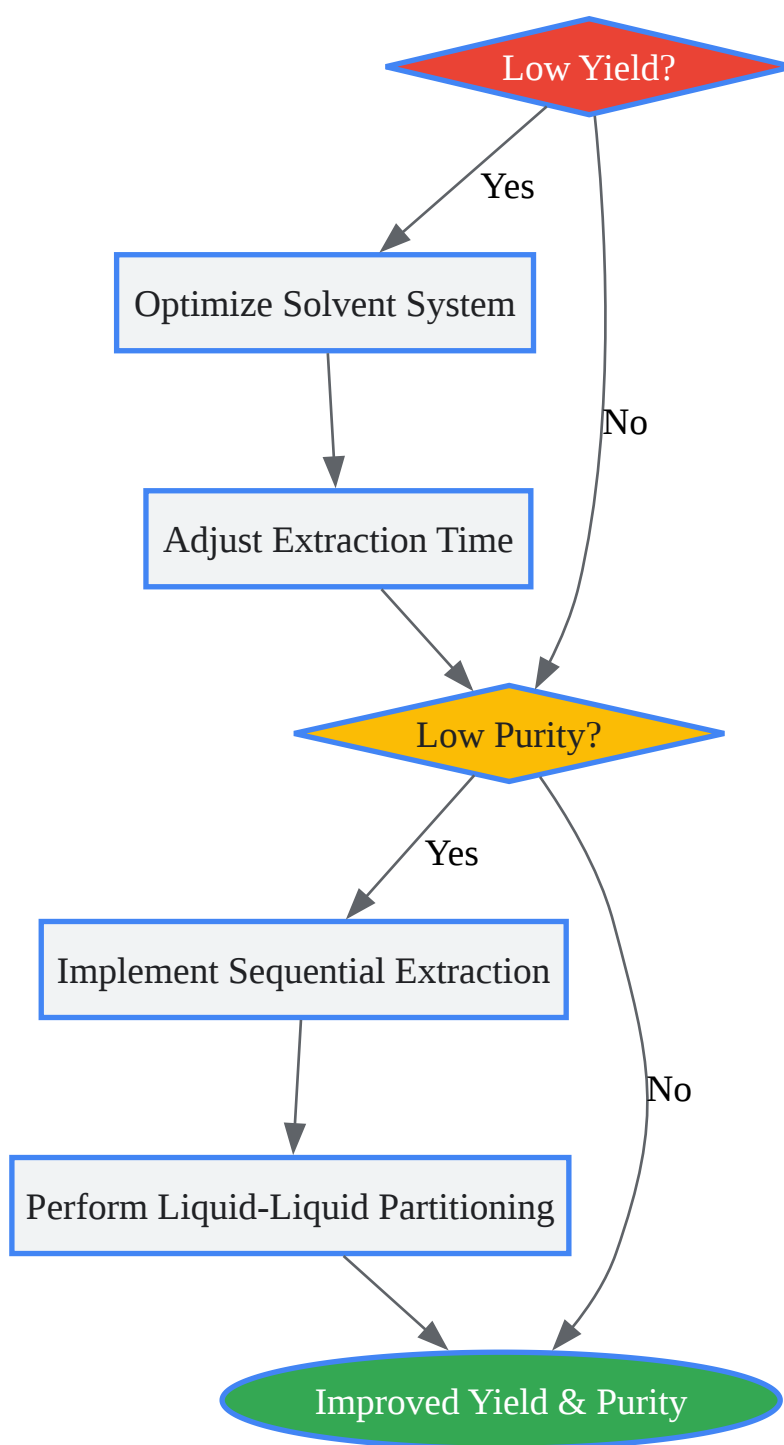 Low Yield?
Yes
Optimize Solvent System
No
Adjust Extraction Time
Low Purity?
Yes
Implement Sequential Extraction
No
Perform Liquid-Liquid Partitioning
Improved Yield & Purity